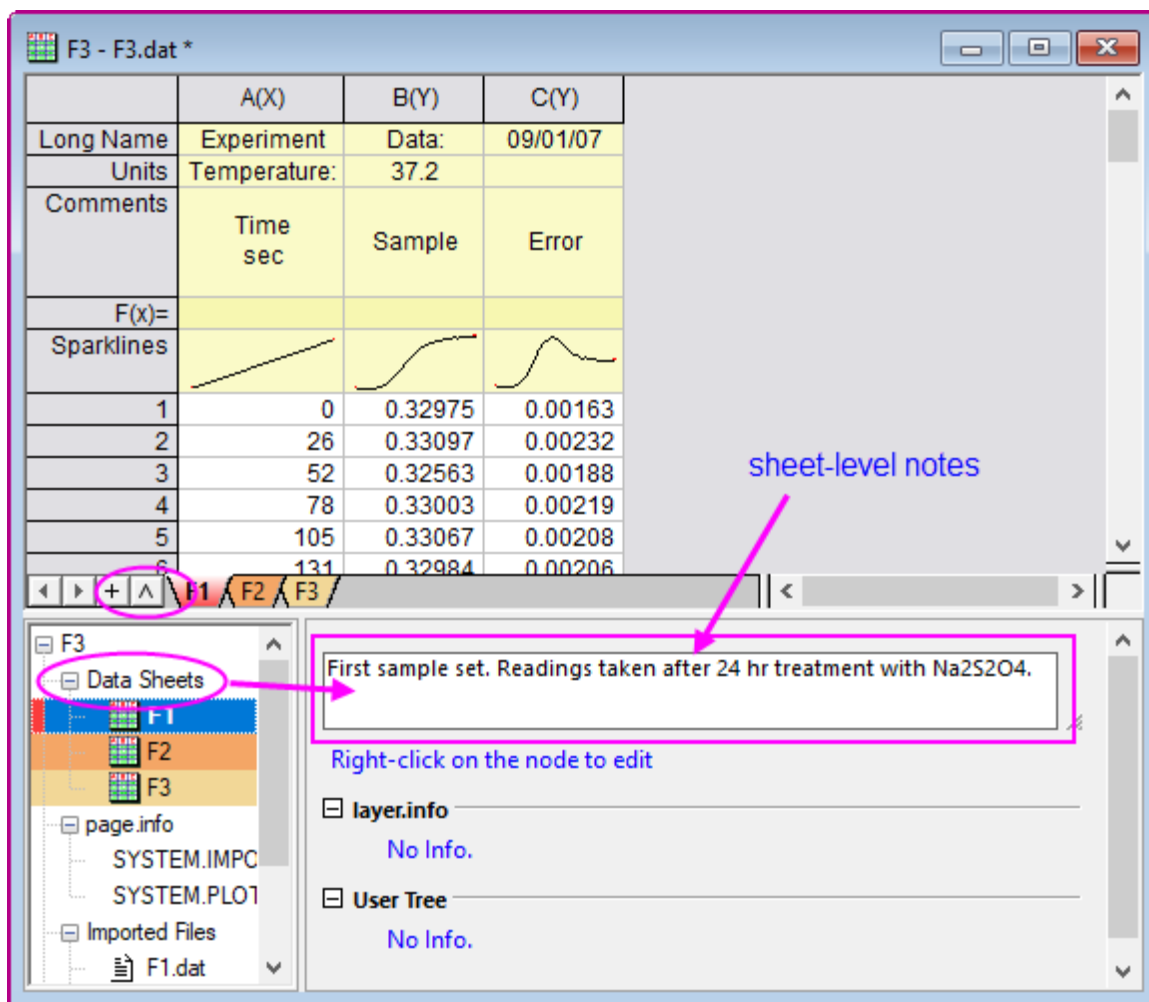 F3 - F3.dat *
A(X) B(Y) C(Y)
Long Name Experiment Data: 09/01/07
Units Temperature: 37.2
Comments Time sec Sample Error
F(x)=
Sparklines
1 0 0.32975 0.00163
2 26 0.33097 0.00232
3 52 0.32563 0.00188
4 78 0.33003 0.00219
5 105 0.33067 0.00208
6 131 0.32984 0.00206
sheet-level notes
F1 F2 F3
F3
Data Sheets
F1
F2
F3
page.info
SYSTEM.IMPO
SYSTEM.PLOT
Imported Files
F1.dat
First sample set. Readings taken after 24 hr treatment with Na2S2O4.
Right-click on the node to edit
layer.info
No Info.
User Tree
No Info.